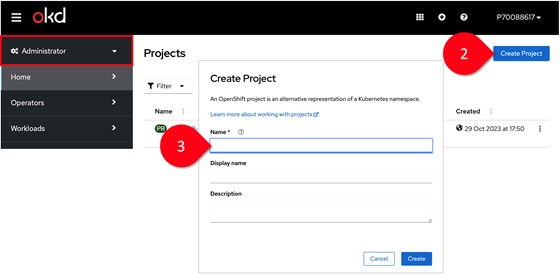 okd
P70088617
Administrator
Projects
Create Project
2
Home
Filter
Create Project
An OpenShift project is an alternative representation of a Kubernetes namespace.
Learn more about working with projects
Operators
Name
Created
Name *
Workloads
PR
29 Oct 2023 at 17:50
3
Display name
Description
Cancel
Create